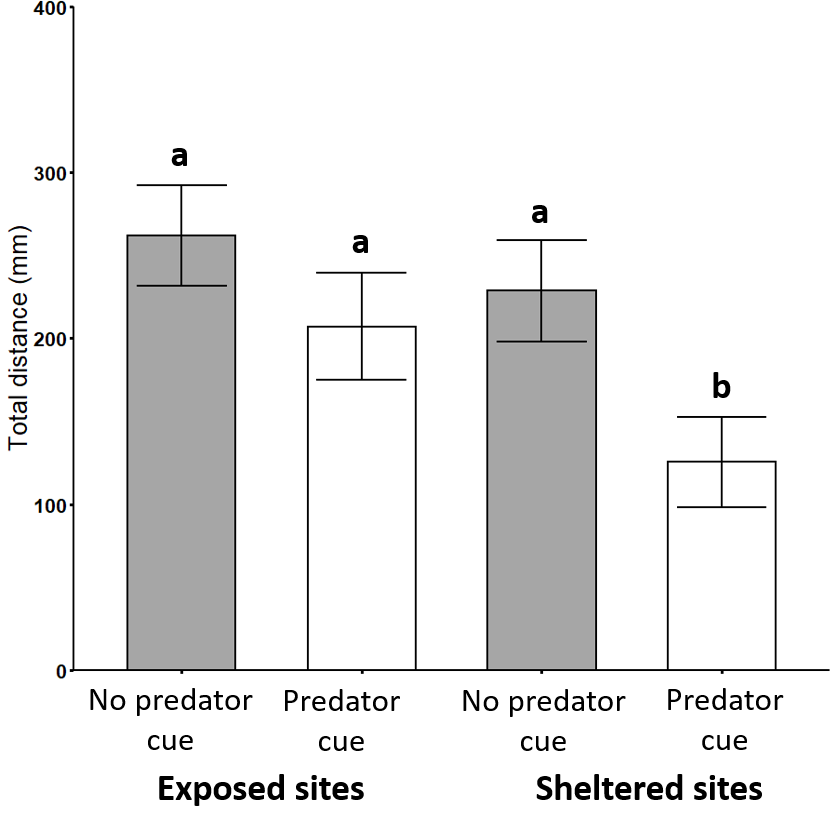 400
300
200
100
0
Total distance (mm)
a
a
a
b
No predator cue
Predator cue
No predator cue
Predator cue
Exposed sites
Sheltered sites